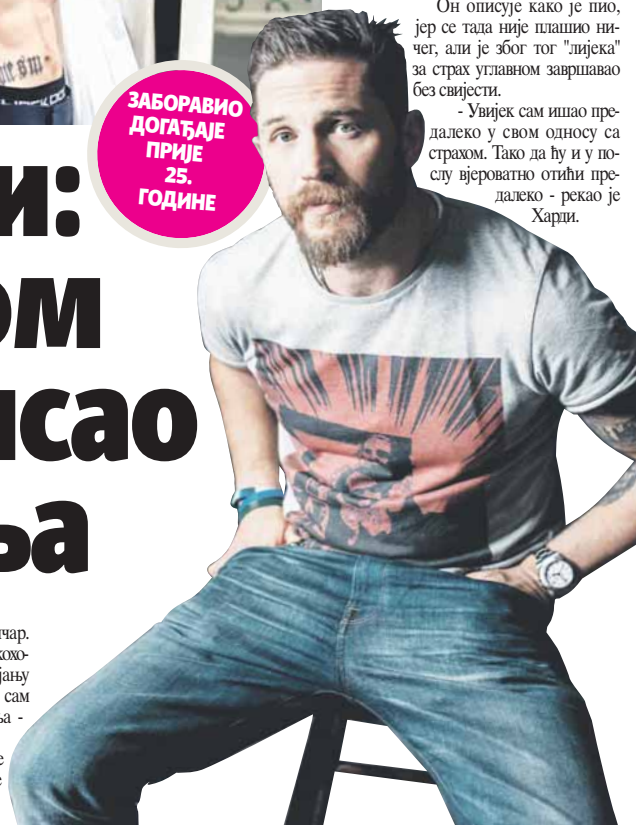 Он описује како је пио,
јер се тада није плашио ни-
чег, али је због тог "лијека"
за страх углавном завршавао
без свијести.
- Увијек сам ишао пре-
далеко у свом односу са
страхом. Тако да ћу и у по-
слу вјероватно отићи пре-
далеко - рекао је
Харди.
ЗАБОРАВИО
ДОГАЂАЈЕ
ПРИЈЕ
25.
ГОДИНЕ
и:
ом
исао
ња
чар.
кохо-
јању
сам
ња -
е
е